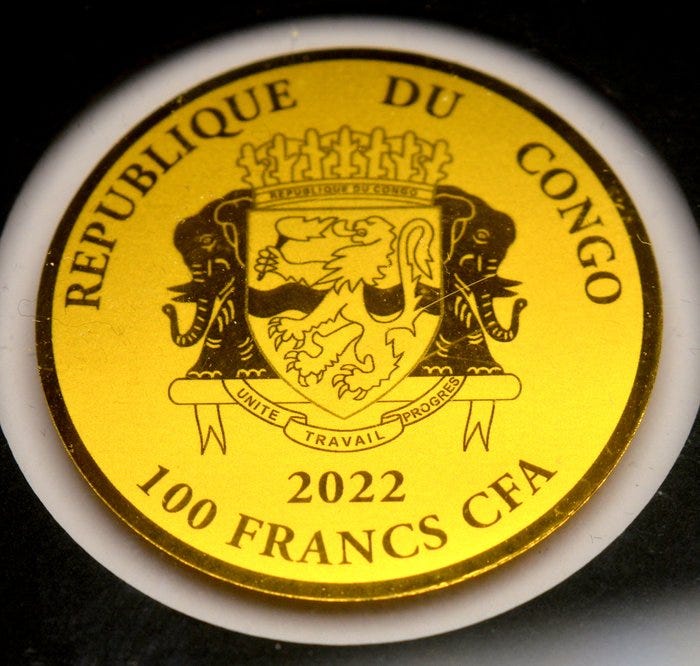 REPUBLIQUE DU CONGO
REPUBLIQUE DU CONGO
UNITE TRAVAIL PROGRES
2022
100 FRANCS CFA